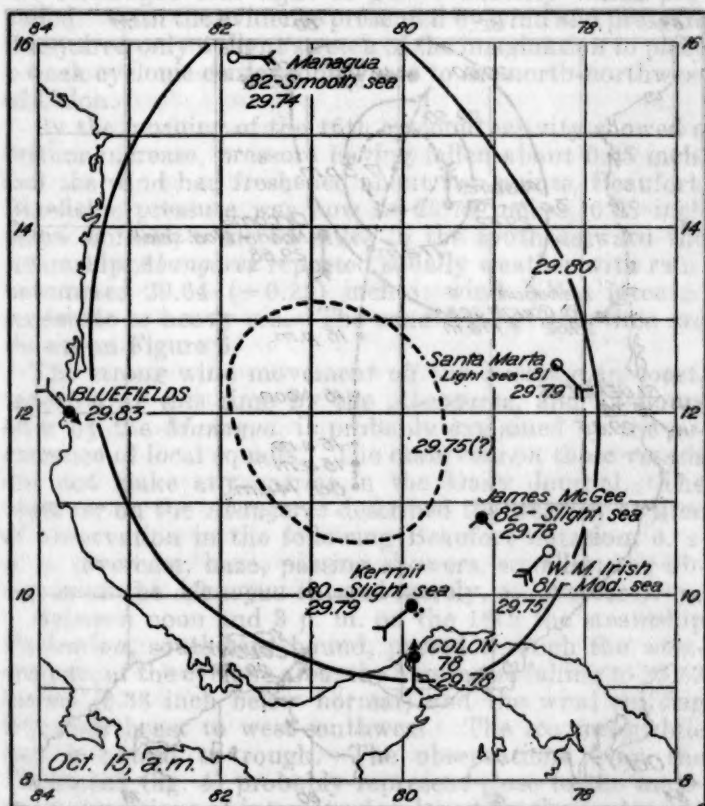 82 80 78
16 16
Managua
82-Smooth sea
29.74
14 14
29.80
Santa Marta
Light sea-81
29.79
BLUEFIELDS
29.83
12 12
29.75(?)
James McGee
82-Slight sea
29.78
Wm. Irish
81-Mod. sea
29.75
Kermit
80-Slight sea
29.79
10 10
COLÓN
78
29.78
Oct. 15, a.m.
8 8
82 80 78